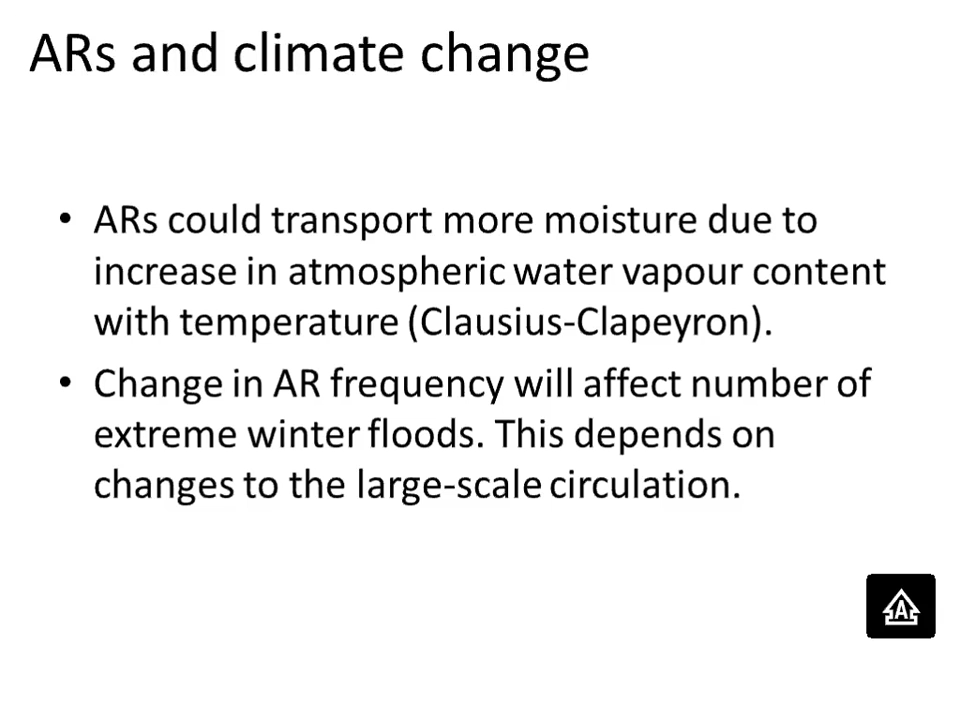 ARs and climate change
• ARs could transport more moisture due to
increase in atmospheric water vapour content
with temperature (Clausius-Clapeyron).
• Change in AR frequency will affect number of
extreme winter floods. This depends on
changes to the large-scale circulation.
A